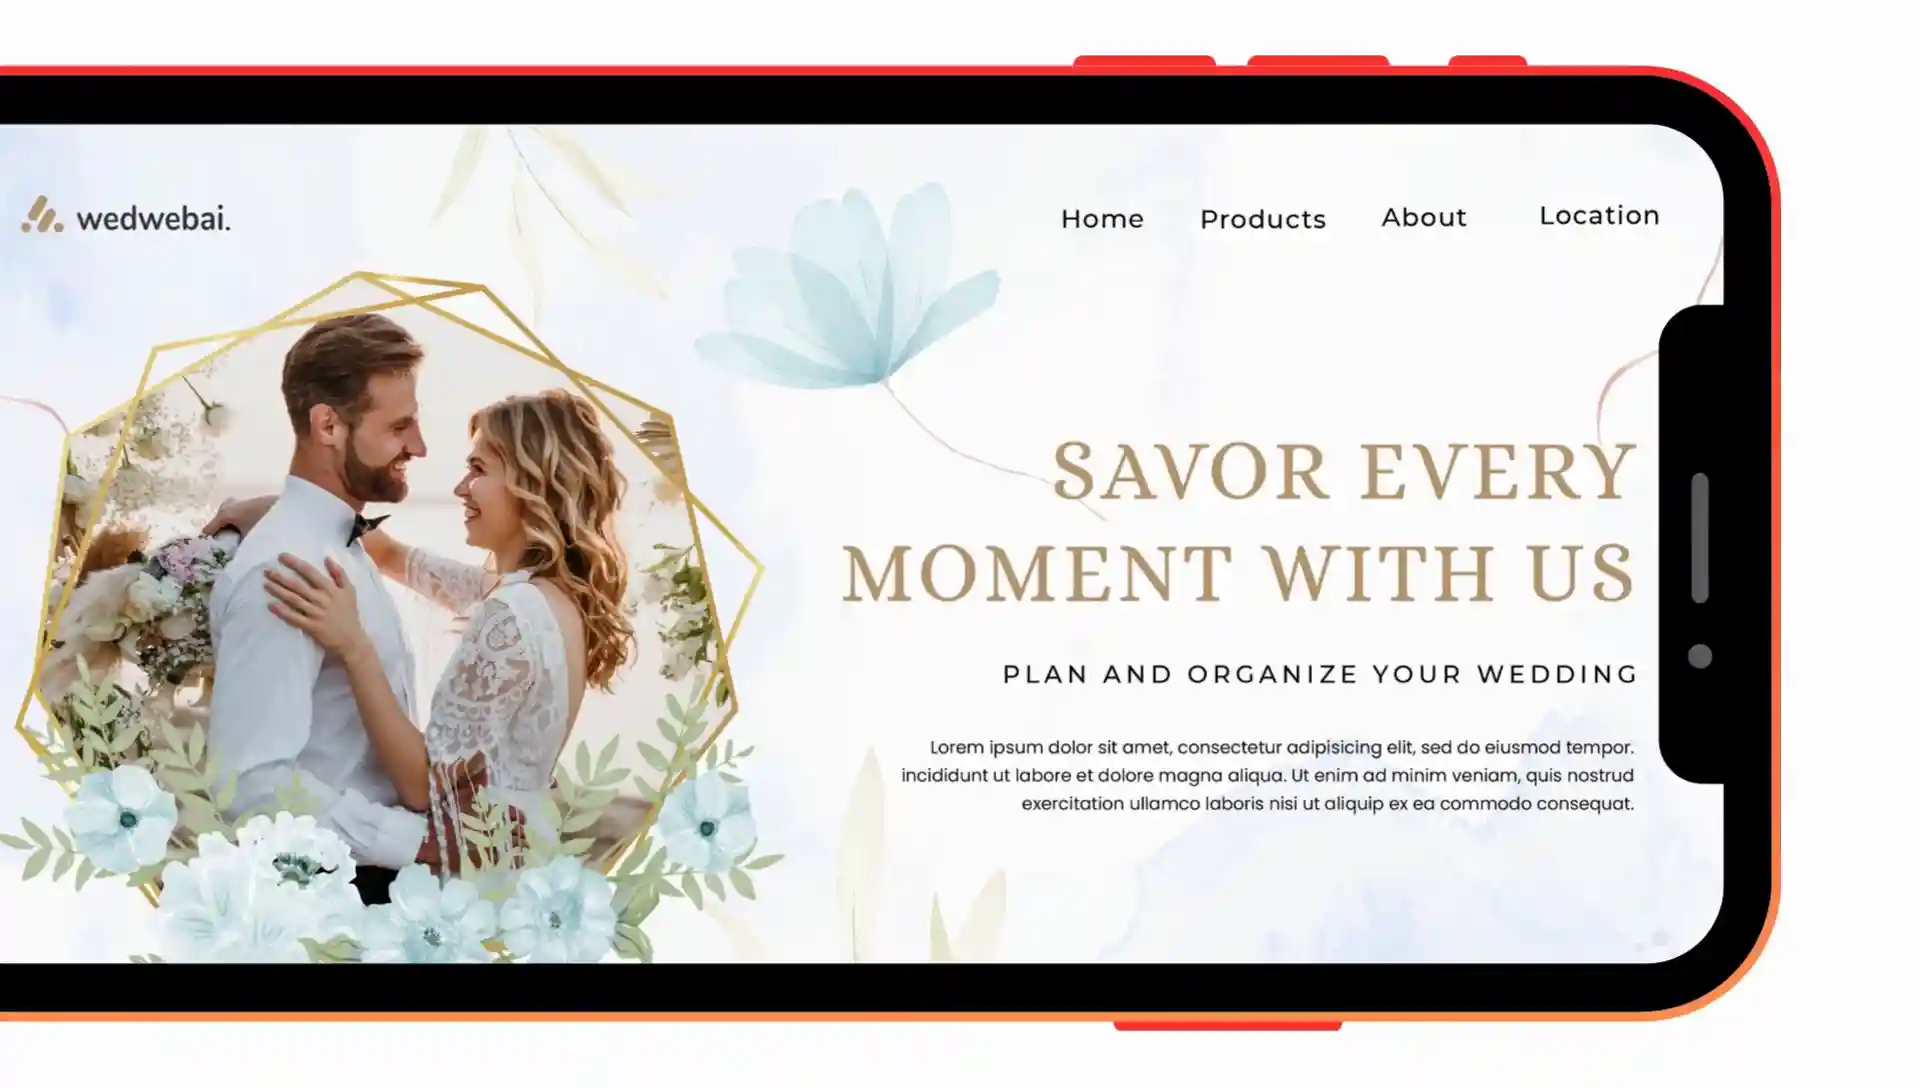 wedwebai.
Home Products About Location
SAVOR EVERY
MOMENT WITH US
PLAN AND ORGANIZE YOUR WEDDING
Lorem ipsum dolor sit amet, consectetur adipisicing elit, sed do eiusmod tempor.
incididunt ut labore et dolore magna aliqua. Ut enim ad minim veniam, quis nostrud
exercitation ullamco laboris nisi ut aliquip ex ea commodo consequat.